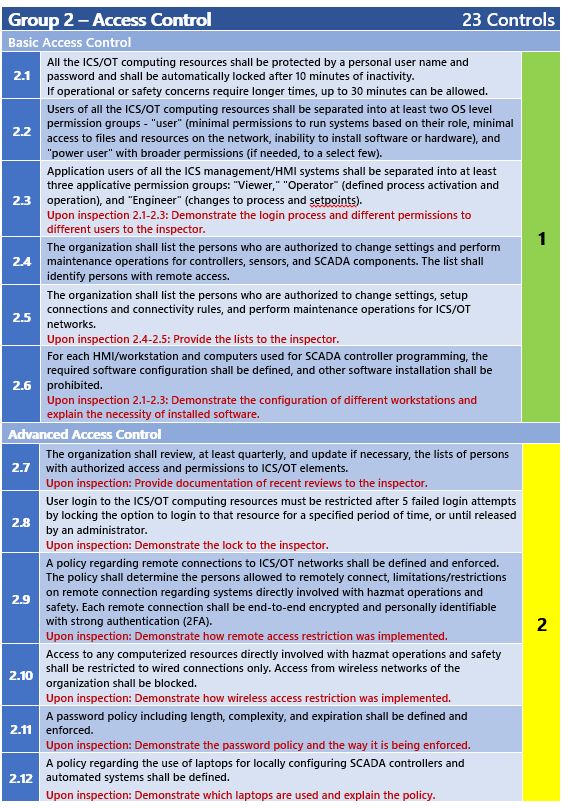 Group 2 – Access Control 23 Controls
Basic Access Control
2.1
All the ICS/OT computing resources shall be protected by a personal user name and
password and shall be automatically locked after 10 minutes of inactivity.
If operational or safety concerns require longer times, up to 30 minutes can be allowed.
2.2
Users of all the ICS/OT computing resources shall be separated into at least two OS level
permission groups - "user" (minimal permissions to run systems based on their role, minimal
access to files and resources on the network, inability to install software or hardware), and
"power user" with broader permissions (if needed, to a select few).
2.3
Application users of all the ICS management/HMI systems shall be separated into at least
three applicative permission groups: "Viewer," "Operator" (defined process activation and
operation), and "Engineer" (changes to process and setpoints).
Upon inspection 2.1-2.3: Demonstrate the login process and different permissions to
different users to the inspector.
2.4
The organization shall list the persons who are authorized to change settings and perform
maintenance operations for controllers, sensors, and SCADA components. The list shall
identify persons with remote access.
2.5
The organization shall list the persons who are authorized to change settings, setup
connections and connectivity rules, and perform maintenance operations for ICS/OT
networks.
Upon inspection 2.4-2.5: Provide the lists to the inspector.
2.6
For each HMI/workstation and computers used for SCADA controller programming, the
required software configuration shall be defined, and other software installation shall be
prohibited.
Upon inspection 2.1-2.3: Demonstrate the configuration of different workstations and
explain the necessity of installed software.
1
Advanced Access Control
2.7
The organization shall review, at least quarterly, and update if necessary, the lists of persons
with authorized access and permissions to ICS/OT elements.
Upon inspection: Provide documentation of recent reviews to the inspector.
2.8
User login to the ICS/OT computing resources must be restricted after 5 failed login attempts
by locking the option to login to that resource for a specified period of time, or until released
by an administrator.
Upon inspection: Demonstrate the lock to the inspector.
2.9
A policy regarding remote connections to ICS/OT networks shall be defined and enforced.
The policy shall determine the persons allowed to remotely connect, limitations/restrictions
on remote connection regarding systems directly involved with hazmat operations and
safety. Each remote connection shall be end-to-end encrypted and personally identifiable
with strong authentication (2FA).
Upon inspection: Demonstrate how remote access restriction was implemented.
2.10
Access to any computerized resources directly involved with hazmat operations and safety
shall be restricted to wired connections only. Access from wireless networks of the
organization shall be blocked.
Upon inspection: Demonstrate how wireless access restriction was implemented.
2.11
A password policy including length, complexity, and expiration shall be defined and
enforced.
Upon inspection: Demonstrate the password policy and the way it is being enforced.
2.12
A policy regarding the use of laptops for locally configuring SCADA controllers and
automated systems shall be defined.
Upon inspection: Demonstrate which laptops are used and explain the policy.
2